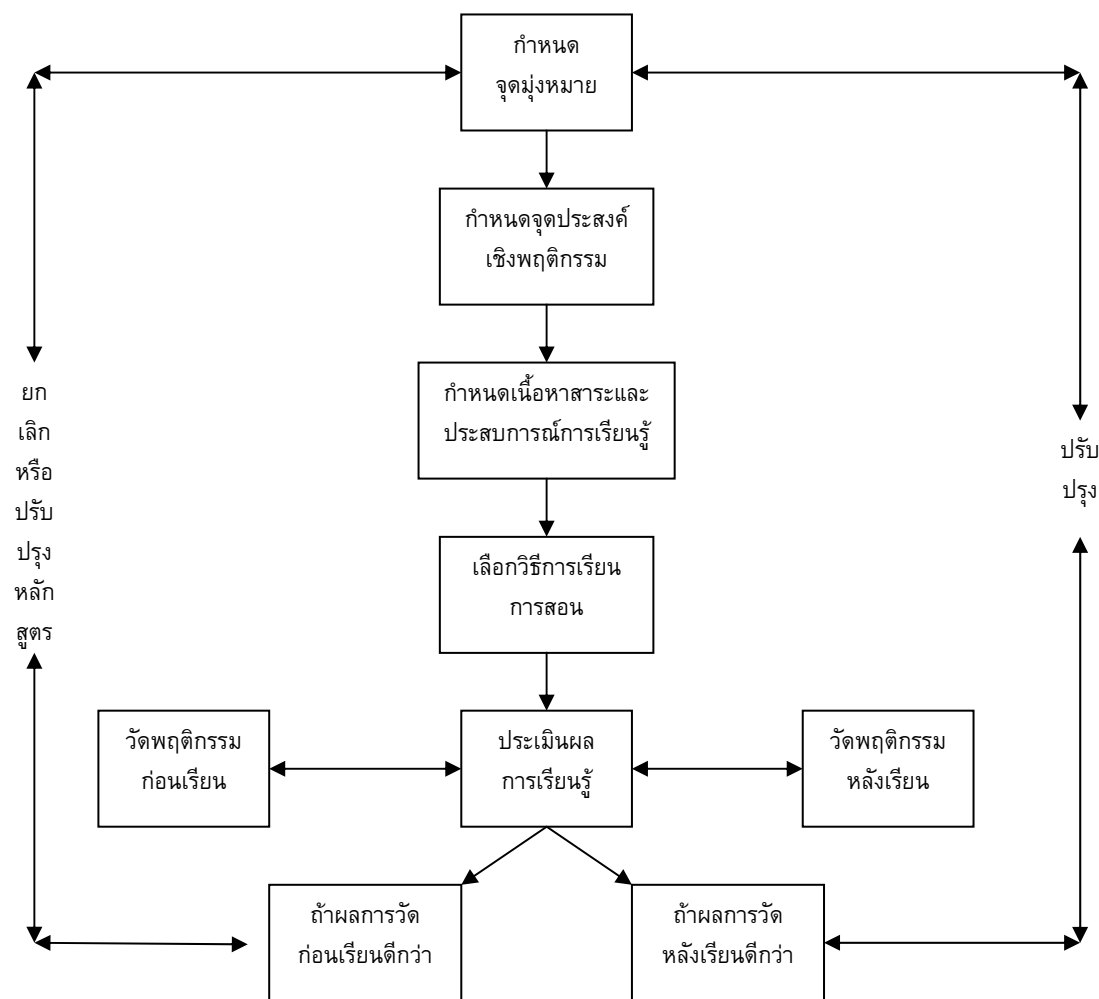 กำหนด
จุดมุ่งหมาย
กำหนดจุดประสงค์
เชิงพฤติกรรม
กำหนดเนื้อหาสาระและ
ประสบการณ์การเรียนรู้
ยก
เลิก
หรือ
ปรับ
ปรุง
หลัก
สูตร
ปรับ
ปรุง
เลือกวิธีการเรียน
การสอน
วัดพฤติกรรม
ก่อนเรียน
ประเมินผล
การเรียนรู้
วัดพฤติกรรม
หลังเรียน
ถ้าผลการวัด
ก่อนเรียนดีกว่า
ถ้าผลการวัด
หลังเรียนดีกว่า